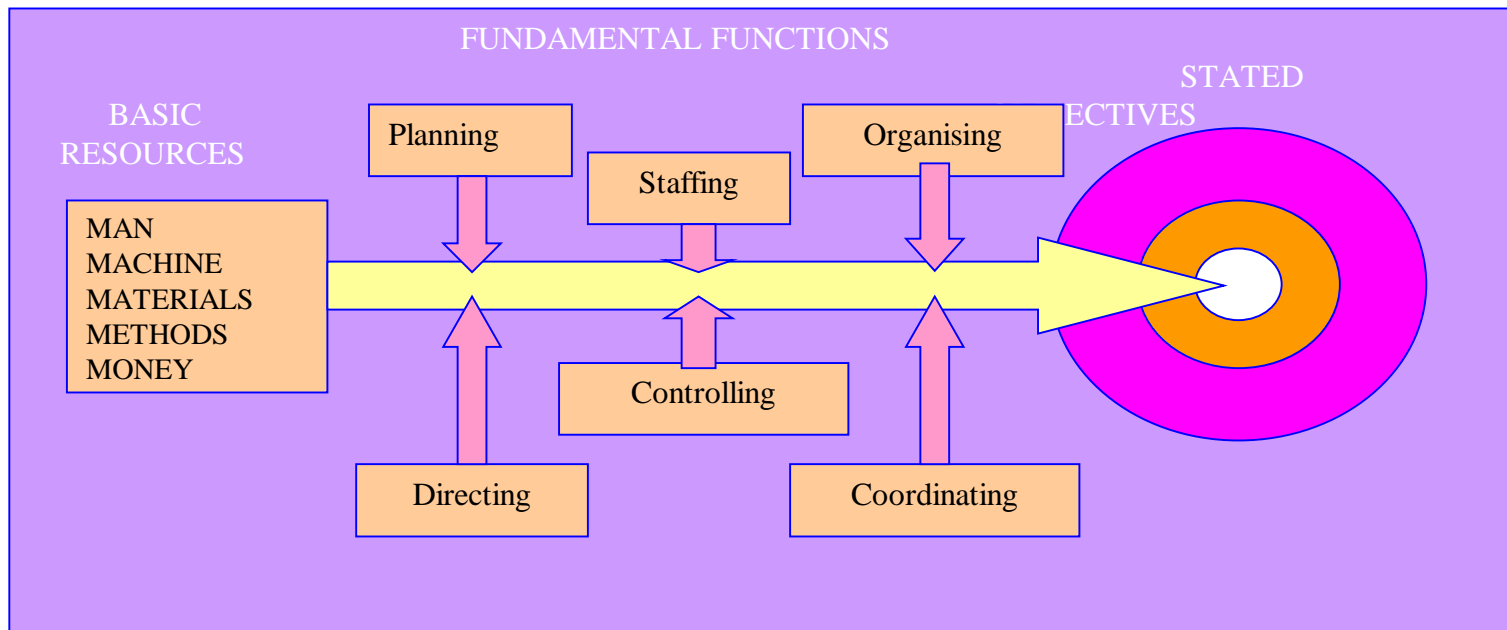 FUNDAMENTAL FUNCTIONS
STATED
ECTIVES
BASIC
RESOURCES
Planning
Organising
Staffing
MAN
MACHINE
MATERIALS
METHODS
MONEY
Controlling
Directing
Coordinating